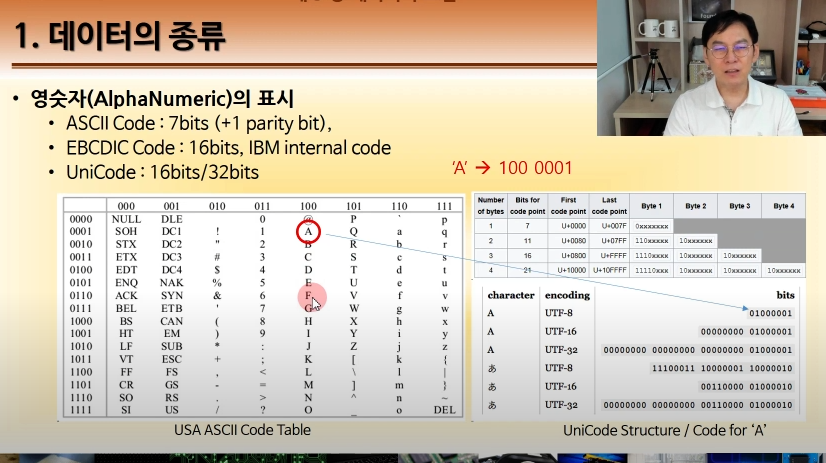 1. 데이터의 종류
• 영숫자(AlphaNumeric)의 표시
• ASCII Code : 7bits (+1 parity bit),
• EBCDIC Code : 16bits, IBM internal code
• UniCode : 16bits/32bits
'A' → 100 0001
000 001 010 011 100 101 110 111
0000 NULL DLE 0 @ P ` p
0001 SOH DC1 ! 1 A Q a q
0010 STX DC2 " 2 B R b r
0011 ETX DC3 # 3 C S c s
0100 EDT DC4 $ 4 D T d t
0101 ENQ NAK % 5 E U e u
0110 ACK SYN & 6 F V f v
0111 BEL ETB ' 7 G W g w
1000 BS CAN ( 8 H X h x
1001 HT EM ) 9 I Y i y
1010 LF SUB * : J Z j z
1011 VT ESC + ; K [ k {
1100 FF FS , < L \ l |
1101 CR GS - = M ] m }
1110 SO RS . > N ^ n ~
1111 SI US / ? O _ o DEL
USA ASCII Code Table
Number of bytes Bits for code point First code point Last code point Byte 1 Byte 2 Byte 3 Byte 4
1 7 U+0000 U+007F 0xxxxxxx
2 11 U+0080 U+07FF 110xxxxx 10xxxxxx
3 16 U+0800 U+FFFF 1110xxxx 10xxxxxx 10xxxxxx
4 21 U+10000 U+10FFFF 11110xxx 10xxxxxx 10xxxxxx 10xxxxxx
character encoding bits
A UTF-8 01000001
A UTF-16 00000000 01000001
A UTF-32 00000000 00000000 00000000 01000001
あ UTF-8 11100011 10000001 10000010
あ UTF-16 00110000 01000010
あ UTF-32 00000000 00000000 00110000 01000010
UniCode Structure / Code for 'A'